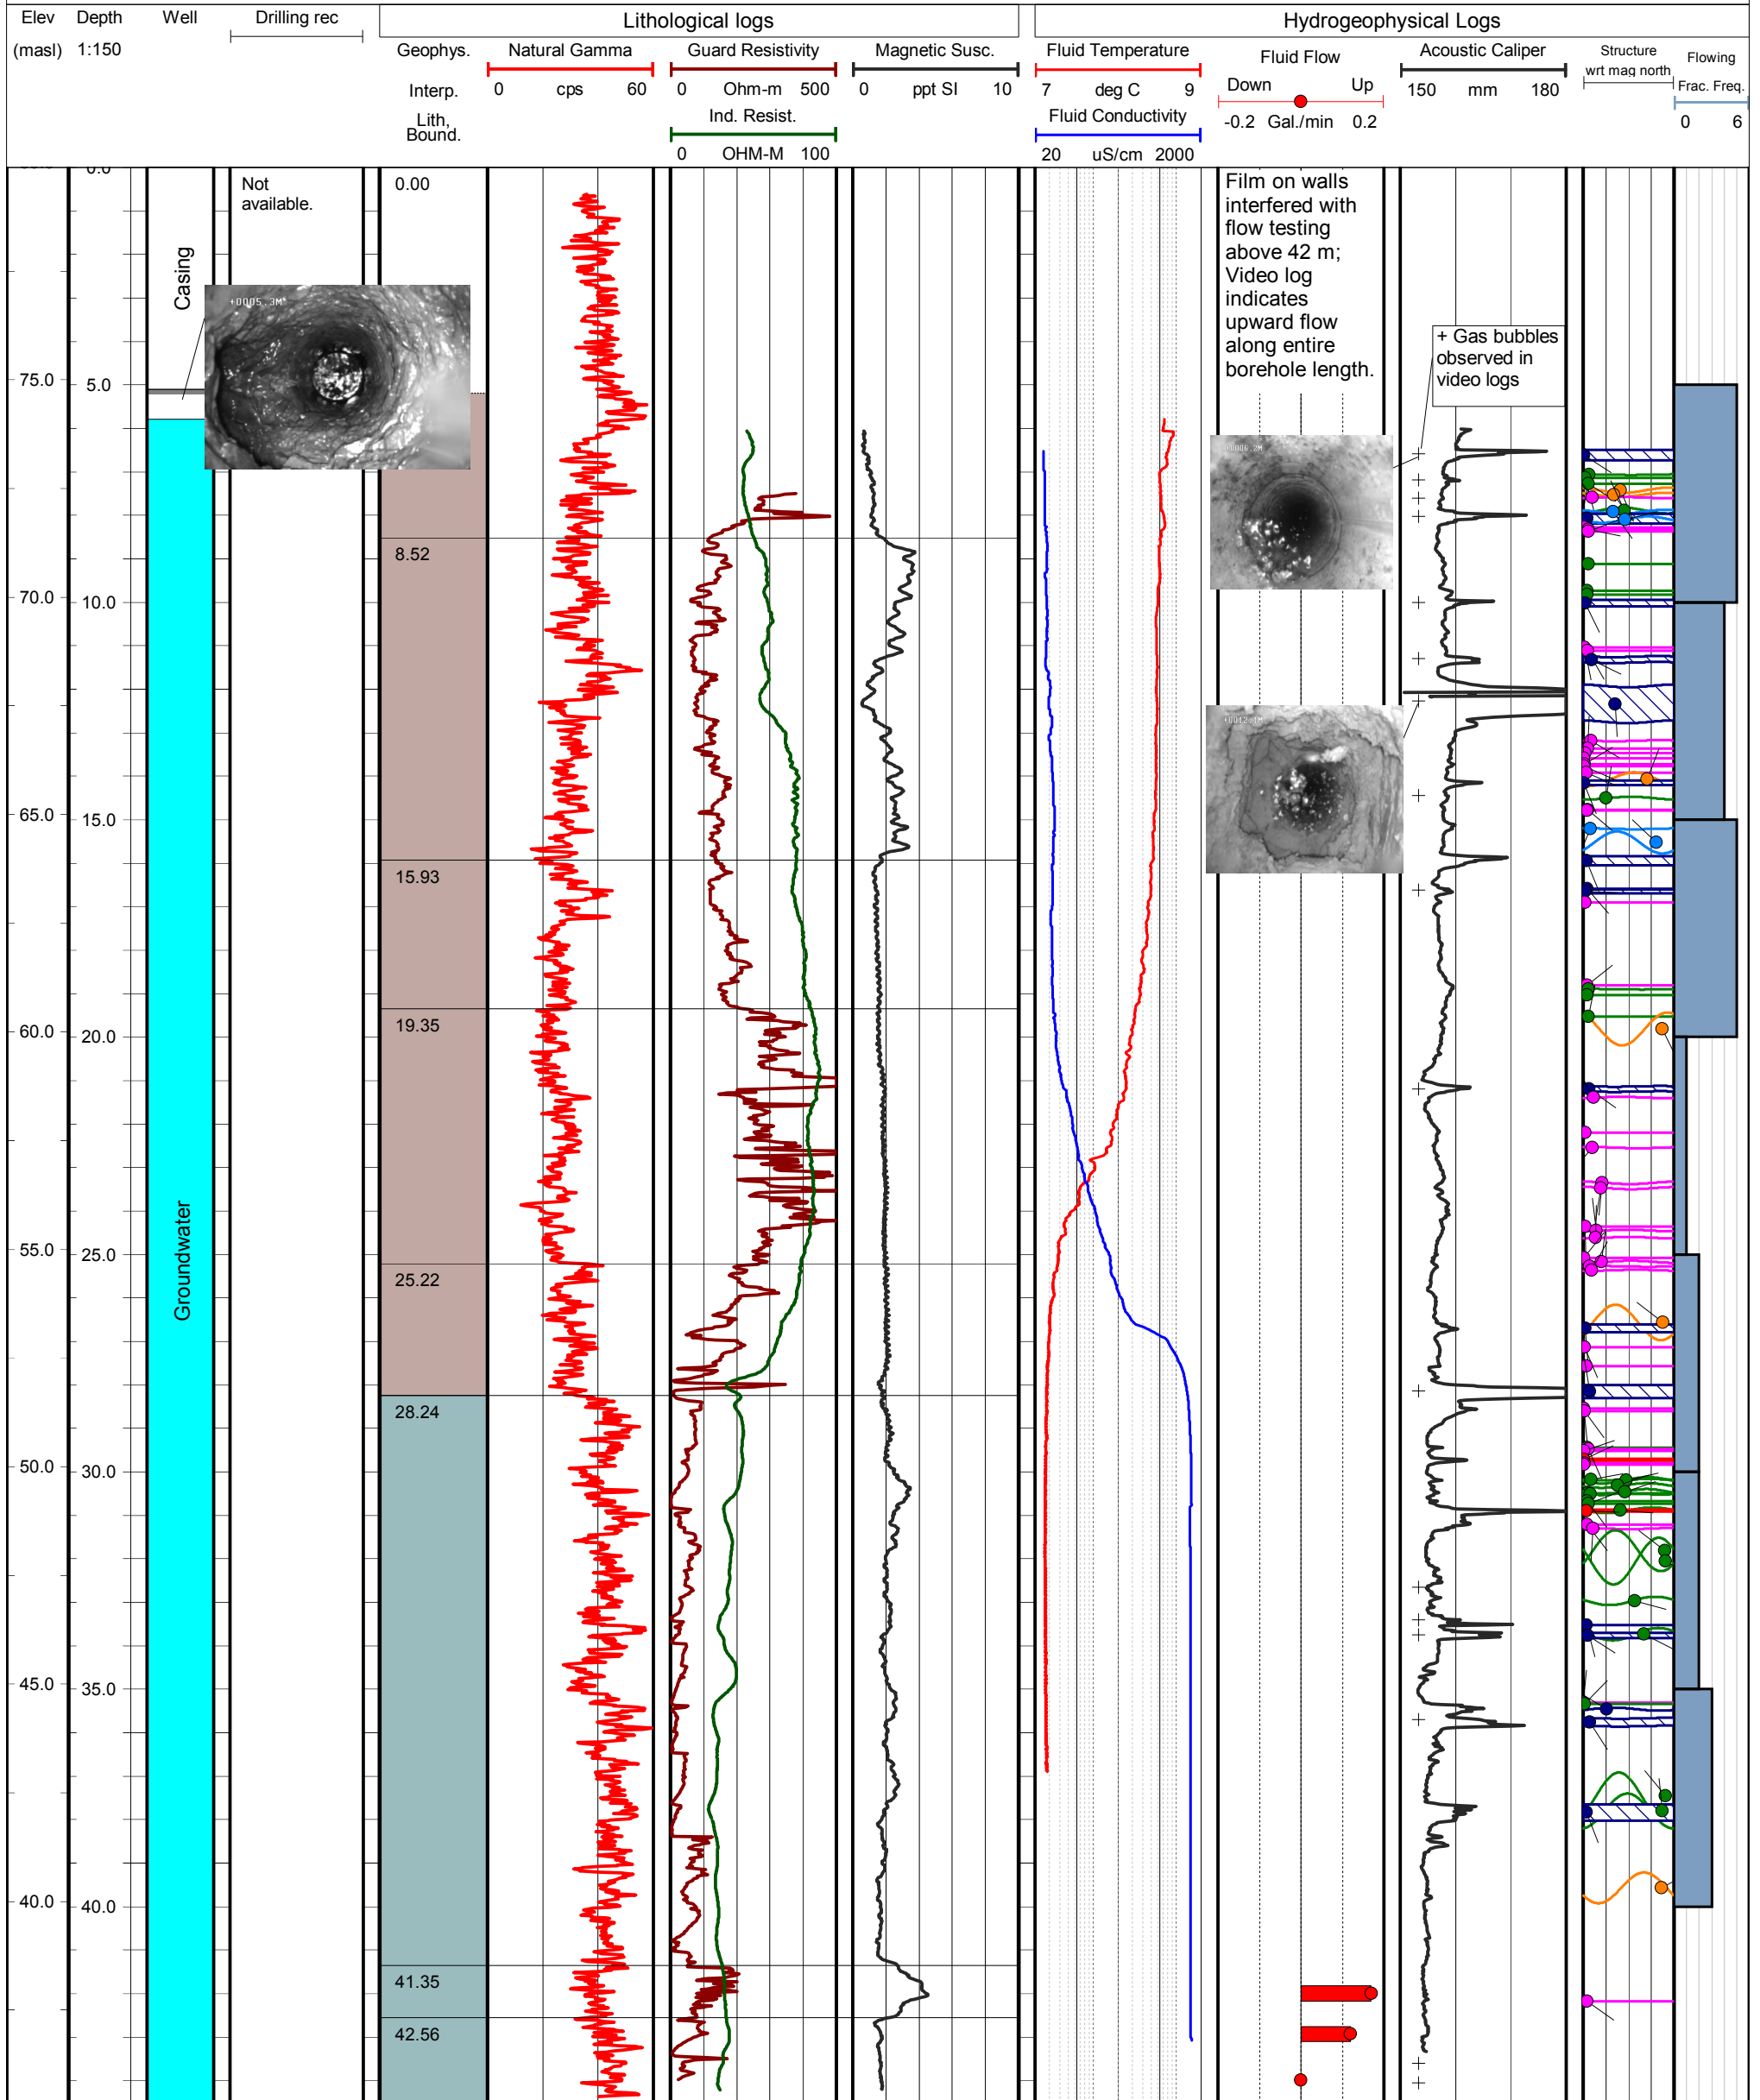 Elev Depth Well Drilling rec Lithological logs Hydrogeophysical Logs
(masl) 1:150
Geophys. Natural Gamma Guard Resistivity Magnetic Susc. Fluid Temperature Fluid Flow Acoustic Caliper Structure Flowing
wrt mag north
Interp. 0 cps 60 0 Ohm-m 500 0 ppt SI 10 7 deg C 9 Down Up 150 mm 180 Frac. Freq.
Lith, Ind. Resist. Fluid Conductivity -0.2 Gal./min 0.2 0 6
Bound.
0 OHM-M 100 20 uS/cm 2000
0.0
Not
available.
0.00
Film on walls
interfered with
flow testing
above 42 m;
Video log
indicates
upward flow
along entire
borehole length.
Casing
+0005.3M
+ Gas bubbles
observed in
video logs
75.0 5.0
8.52
70.0 10.0
+0012.1M
65.0 15.0
15.93
19.35
60.0 20.0
Groundwater
55.0 25.0
25.22
28.24
50.0 30.0
45.0 35.0
40.0 40.0
41.35
42.56